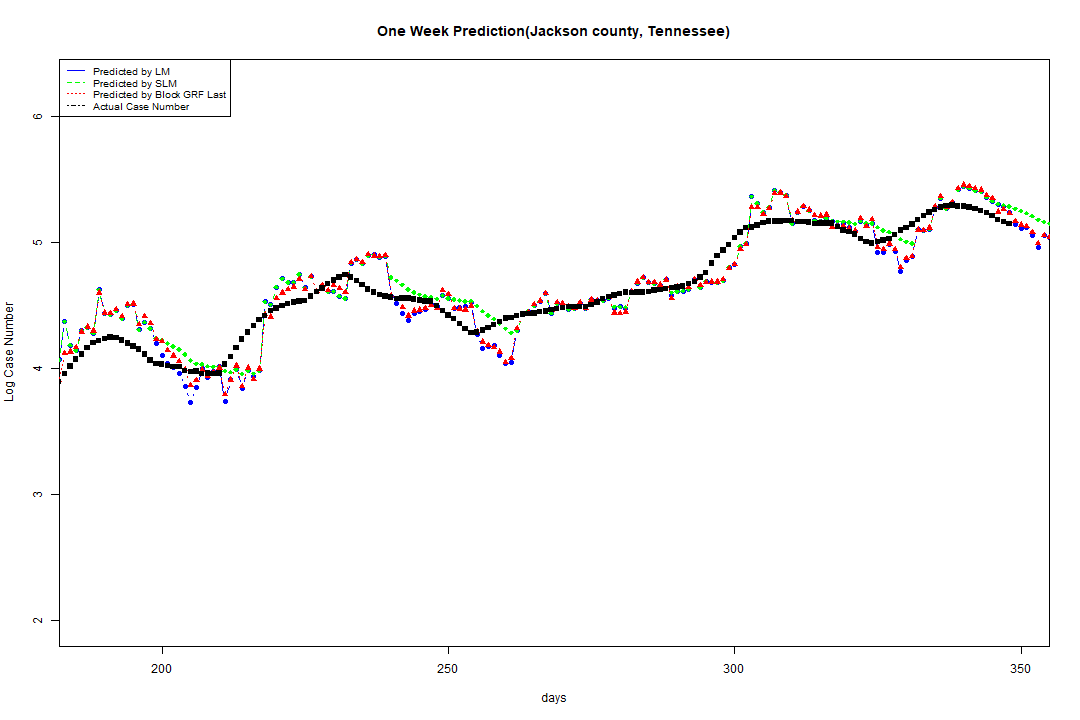 One Week Prediction(Jackson county, Tennessee)
Predicted by LM
Predicted by SLM
Predicted by Block GRF Last
Actual Case Number
6
5
4
3
2
Log Case Number
200
250
300
350
days